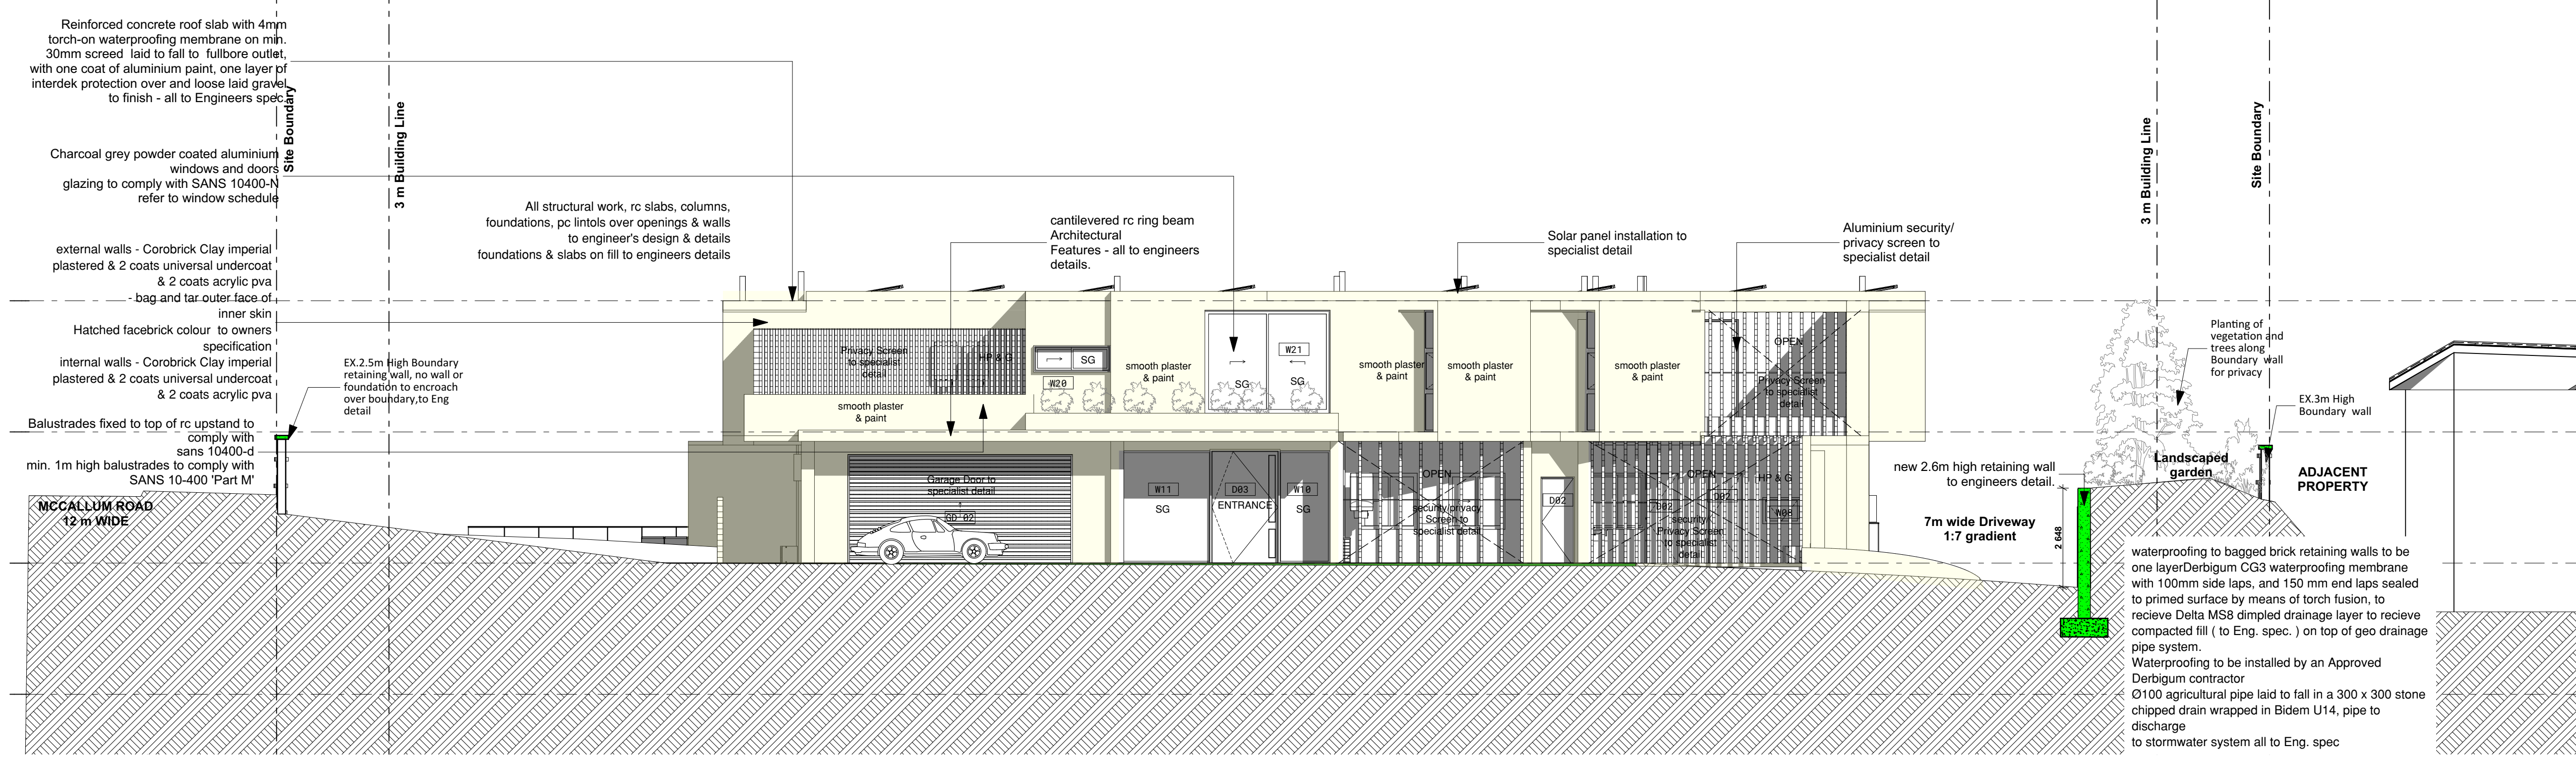 Reinforced concrete roof slab with 4mm
torch-on waterproofing membrane on min.
30mm screed laid to fall to fullbore outlet,
with one coat of aluminium paint, one layer of
interdek protection over and loose laid gravel
to finish - all to Engineers spec.
Site Boundary
3 m Building Line
Charcoal grey powder coated aluminium
windows and doors
glazing to comply with SANS 10400-N
refer to window schedule
external walls - Corobrick Clay imperial
plastered & 2 coats universal undercoat
& 2 coats acrylic pva
- bag and tar outer face of
inner skin
Hatched facebrick colour to owners
specification
internal walls - Corobrick Clay imperial
plastered & 2 coats universal undercoat
& 2 coats acrylic pva
Balustrades fixed to top of rc upstand to
comply with
sans 10400-d
min. 1m high balustrades to comply with
SANS 10-400 'Part M'
MCCALLUM ROAD
12 m WIDE
EX.2.5m High Boundary
retaining wall, no wall or
foundation to encroach
over boundary,to Eng
detail
All structural work, rc slabs, columns,
foundations, pc lintols over openings & walls
to engineer's design & details
foundations & slabs on fill to engineers details
cantilevered rc ring beam
Architectural
Features - all to engineers
details.
Solar panel installation to
specialist detail
Aluminium security/
privacy screen to
specialist detail
Privacy Screen
to specialist
detail
HP & G
SG
W20
smooth plaster
& paint
smooth plaster
& paint
W21
SG
SG
smooth plaster
& paint
smooth plaster
& paint
smooth plaster
& paint
OPEN
Privacy Screen
to specialist
detail
Garage Door to
specialist detail
GD 02
W11
SG
D03
ENTRANCE
W10
SG
OPEN
security/privacy
Screen to
specialist detail
D02
OPEN
D02
D02
HP & G
W08
security/
Privacy Screen
to specialist
detail
3 m Building Line
Site Boundary
Planting of
vegetation and
trees along
Boundary wall
for privacy
EX.3m High
Boundary wall
Landscaped
garden
ADJACENT
PROPERTY
new 2.6m high retaining wall
to engineers detail.
7m wide Driveway
1:7 gradient
2 648
waterproofing to bagged brick retaining walls to be
one layerDerbigum CG3 waterproofing membrane
with 100mm side laps, and 150 mm end laps sealed
to primed surface by means of torch fusion, to
recieve Delta MS8 dimpled drainage layer to recieve
compacted fill ( to Eng. spec. ) on top of geo drainage
pipe system.
Waterproofing to be installed by an Approved
Derbigum contractor
Ø100 agricultural pipe laid to fall in a 300 x 300 stone
chipped drain wrapped in Bidem U14, pipe to
discharge
to stormwater system all to Eng. spec